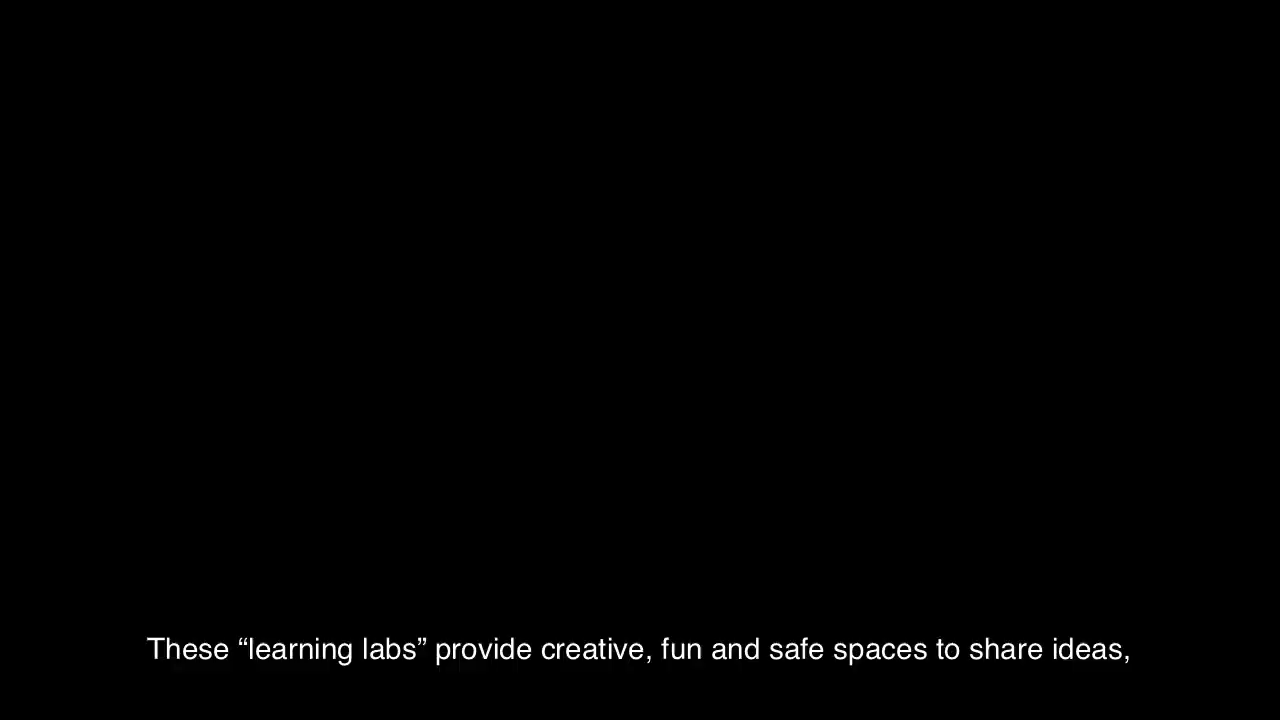 These “learning labs” provide creative, fun and safe spaces to share ideas,